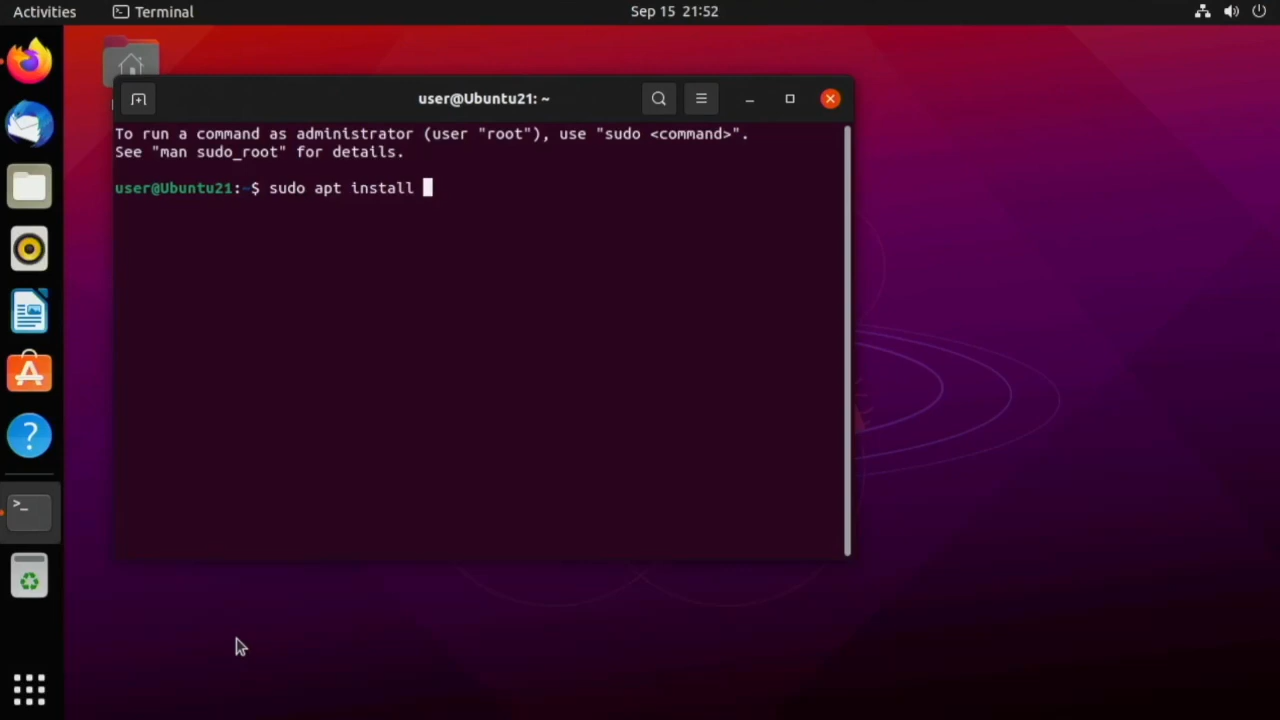 Activities Terminal Sep 15 21:52
user@Ubuntu21: ~
To run a command as administrator (user "root"), use "sudo <command>".
See "man sudo_root" for details.
user@Ubuntu21:~$ sudo apt install